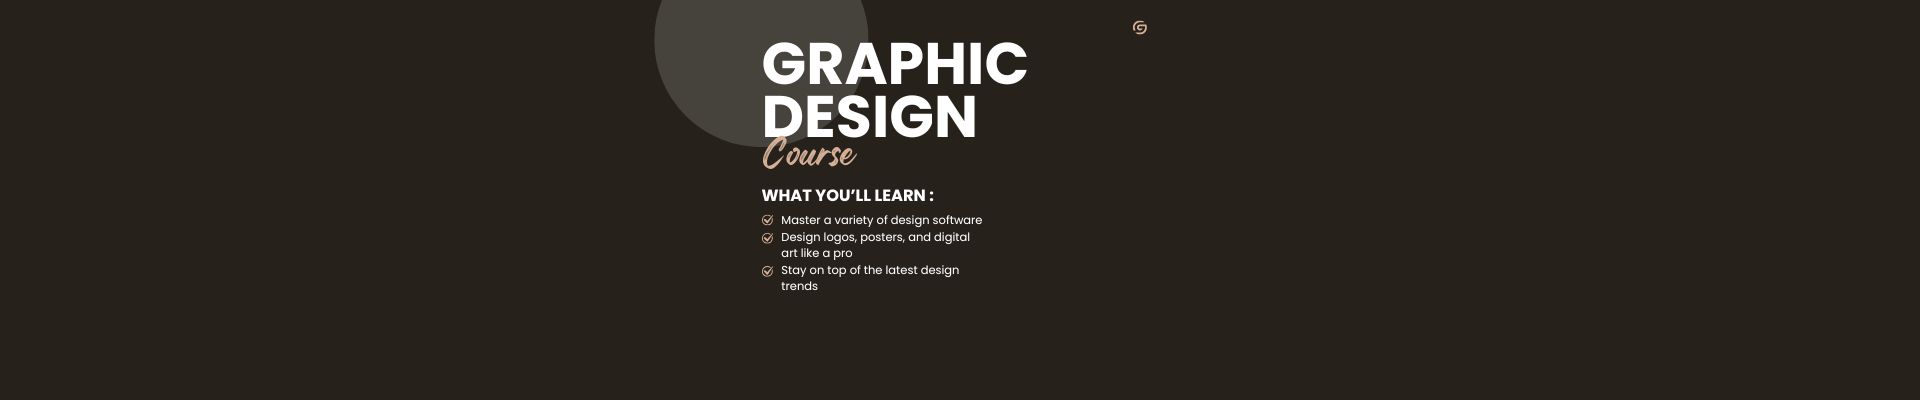 GRAPHIC
DESIGN
Course
WHAT YOU’LL LEARN :
Master a variety of design software
Design logos, posters, and digital
art like a pro
Stay on top of the latest design
trends